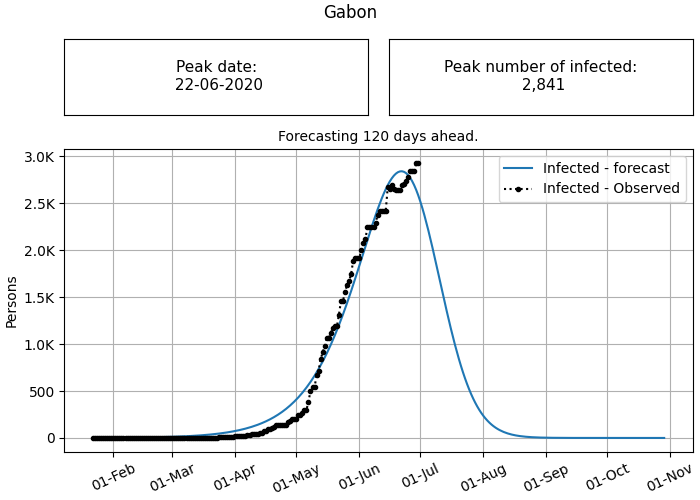 Gabon
Peak date:
22-06-2020
Peak number of infected:
2,841
Forecasting 120 days ahead.
3.0K
2.5K
2.0K
1.5K
1.0K
500
0
Persons
Infected - forecast
Infected - Observed
01-Feb
01-Mar
01-Apr
01-May
01-Jun
01-Jul
01-Aug
01-Sep
01-Oct
01-Nov